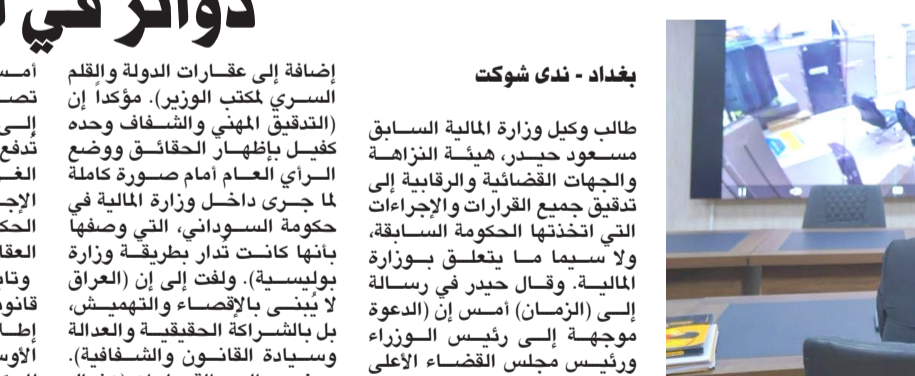 دوائر في
بغداد - ندى شوكت
طالب وكيل وزارة المالية السابق
مسعود حيدر، هيئة النزاهة
والجهات القضائية والرقابية إلى
تدقيق جميع القرارات والإجراءات
التي اتخذتها الحكومة السابقة،
ولا سيما ما يتعلق بوزارة
المالية. وقال حيدر في رسالة
إلى (الزمان) أمس إن (الدعوة
موجهة إلى رئيس الوزراء
ورئيس مجلس القضاء الأعلى
إضافة إلى عقارات الدولة والقلم
السري لمكتب الوزير). مؤكداً إن
(التدقيق المهني والشفاف وحده
كفيل بإظهار الحقائق ووضع
الرأي العام أمام صورة كاملة
لما جرى داخل وزارة المالية في
حكومة السوداني، التي وصفها
بأنها كانت تُدار بطريقة وزارة
بوليسية). ولفت إلى إن (العراق
لا يُبنى بالإقصاء والتهميش،
بل بالشراكة الحقيقية والعدالة
وسيادة القانون والشفافية).
إلى
تدفع